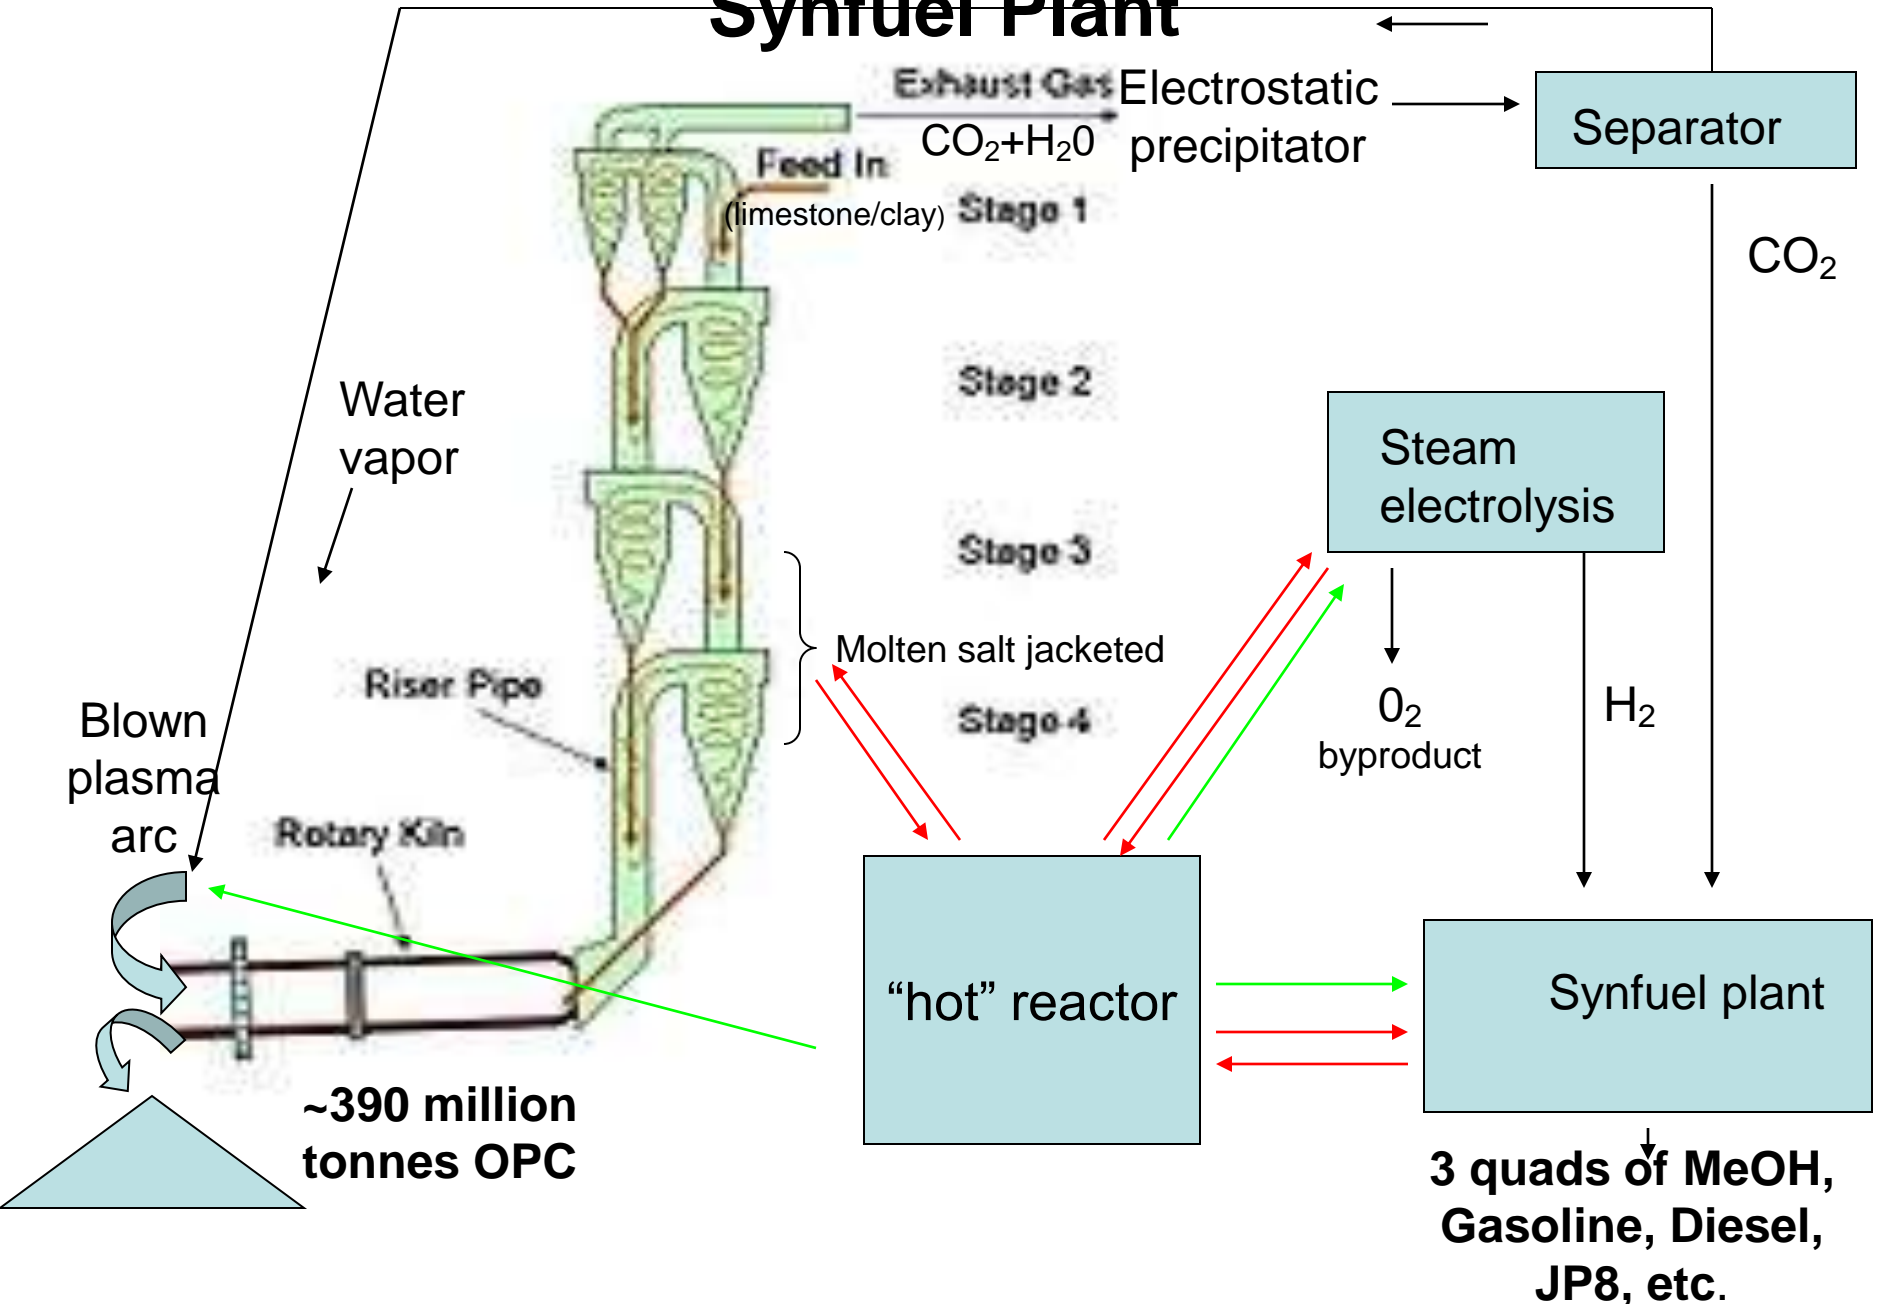 Synfuel Plant
Exhaust Gas
CO₂+H₂0
Electrostatic
precipitator
Separator
Feed In
(limestone/clay)
Stage 1
CO₂
Stage 2
Water
vapor
Steam
electrolysis
Stage 3
Molten salt jacketed
Riser Pipe
Stage 4
0₂
byproduct
H₂
Blown
plasma
arc
Rotary Kiln
“hot” reactor
Synfuel plant
~390 million
tonnes OPC
3 quads of MeOH,
Gasoline, Diesel,
JP8, etc.